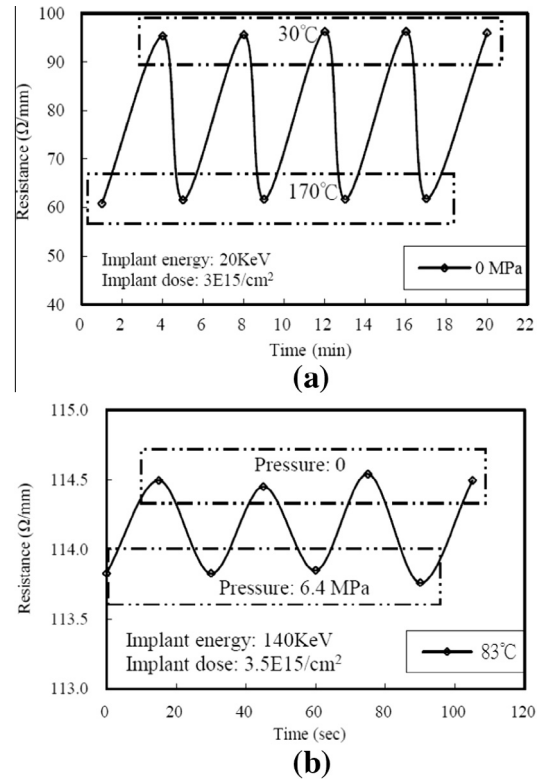 100
90
80
70
60
50
40
Resistance (Ω/mm)
30℃
170℃
Implant energy: 20KeV
Implant dose: 3E15/cm²
0 MPa
0 2 4 6 8 10 12 14 16 18 20 22
Time (min)
(a)
115.0
114.5
114.0
113.5
113.0
Resistance (Ω/mm)
Pressure: 0
Pressure: 6.4 MPa
Implant energy: 140KeV
Implant dose: 3.5E15/cm²
83℃
0 20 40 60 80 100 120
Time (sec)
(b)